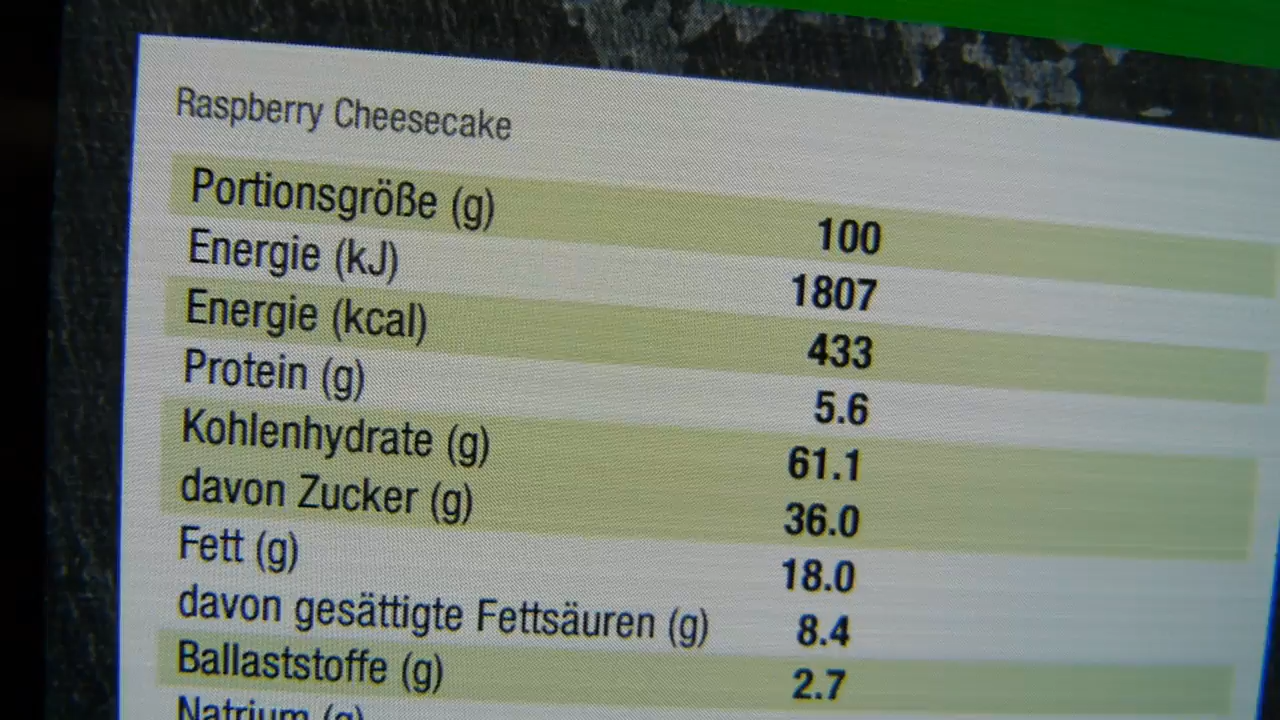 Raspberry Cheesecake
Portionsgröße (g) 100
Energie (kJ) 1807
Energie (kcal) 433
Protein (g) 5.6
Kohlenhydrate (g) 61.1
davon Zucker (g) 36.0
Fett (g) 18.0
davon gesättigte Fettsäuren (g) 8.4
Ballaststoffe (g) 2.7
Natrium (g)